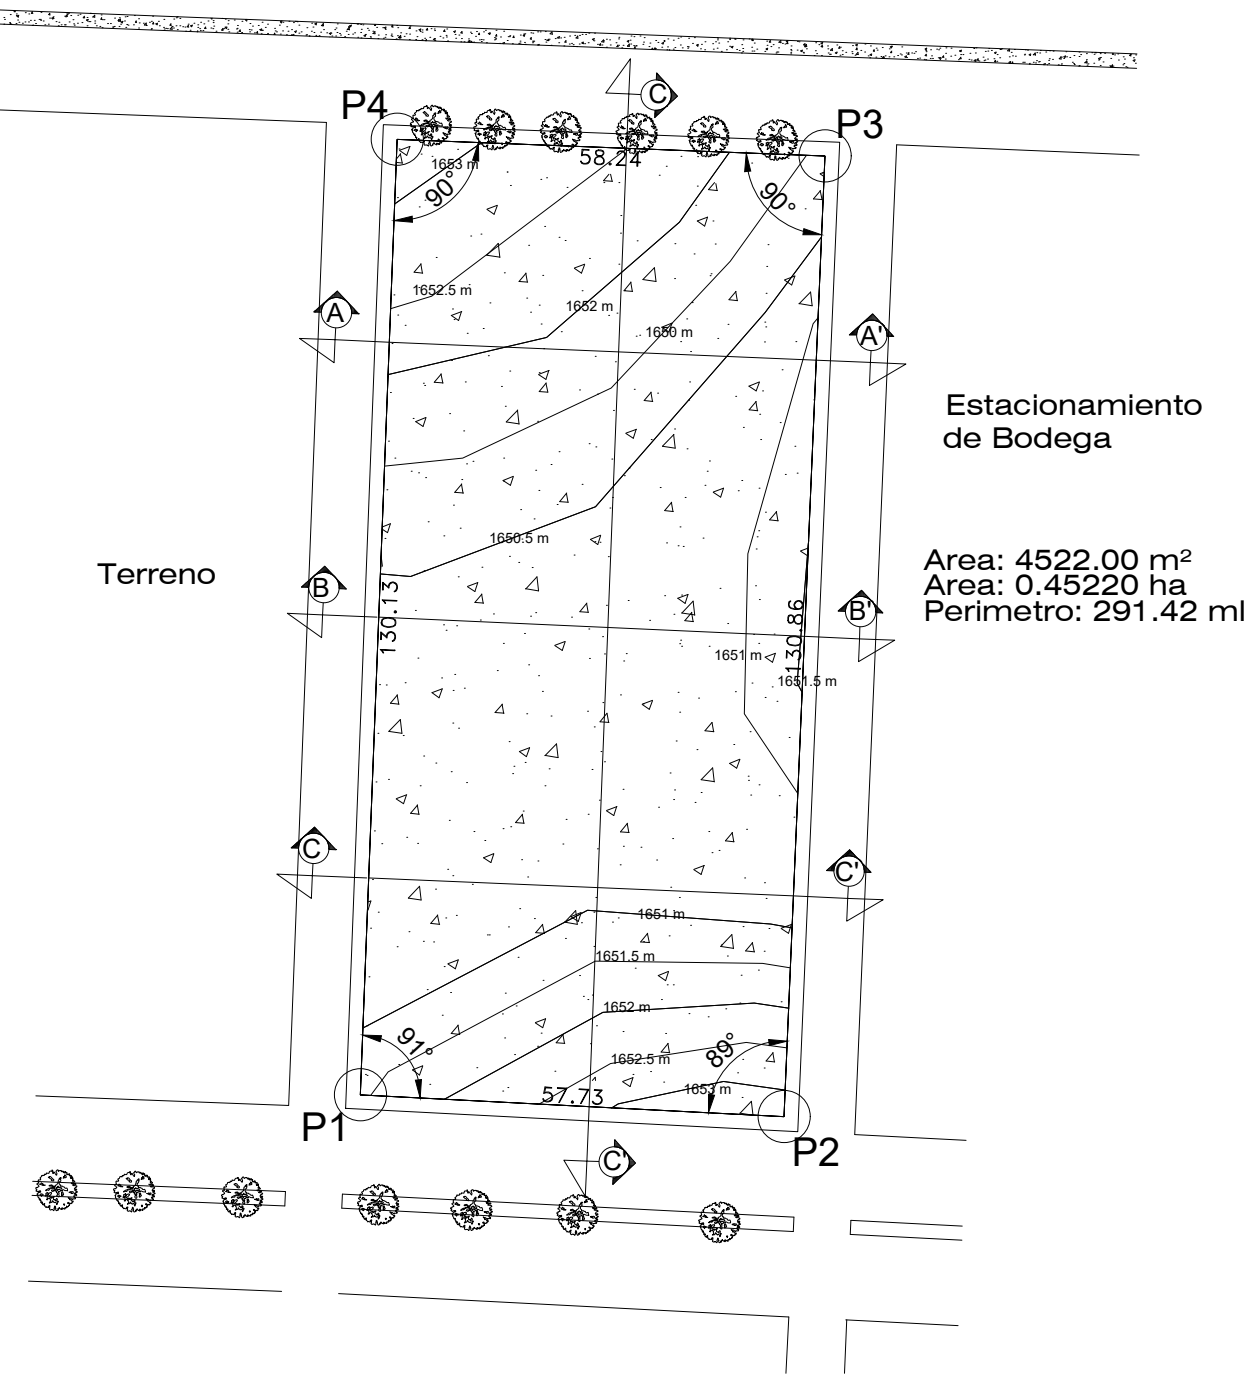 C
P4
P3
58.24
1653 m
90°
90°
1652.5 m
1652 m
A
1650 m
A'
Estacionamiento
de Bodega
1650.5 m
Terreno
Area: 4522.00 m²
Area: 0.45220 ha
Perimetro: 291.42 ml
B
130.13
130.86
B'
1651 m
1651.5 m
C
C'
1651 m
1651.5 m
1652 m
91°
89°
1652.5 m
1653 m
57.73
P1
P2
C'